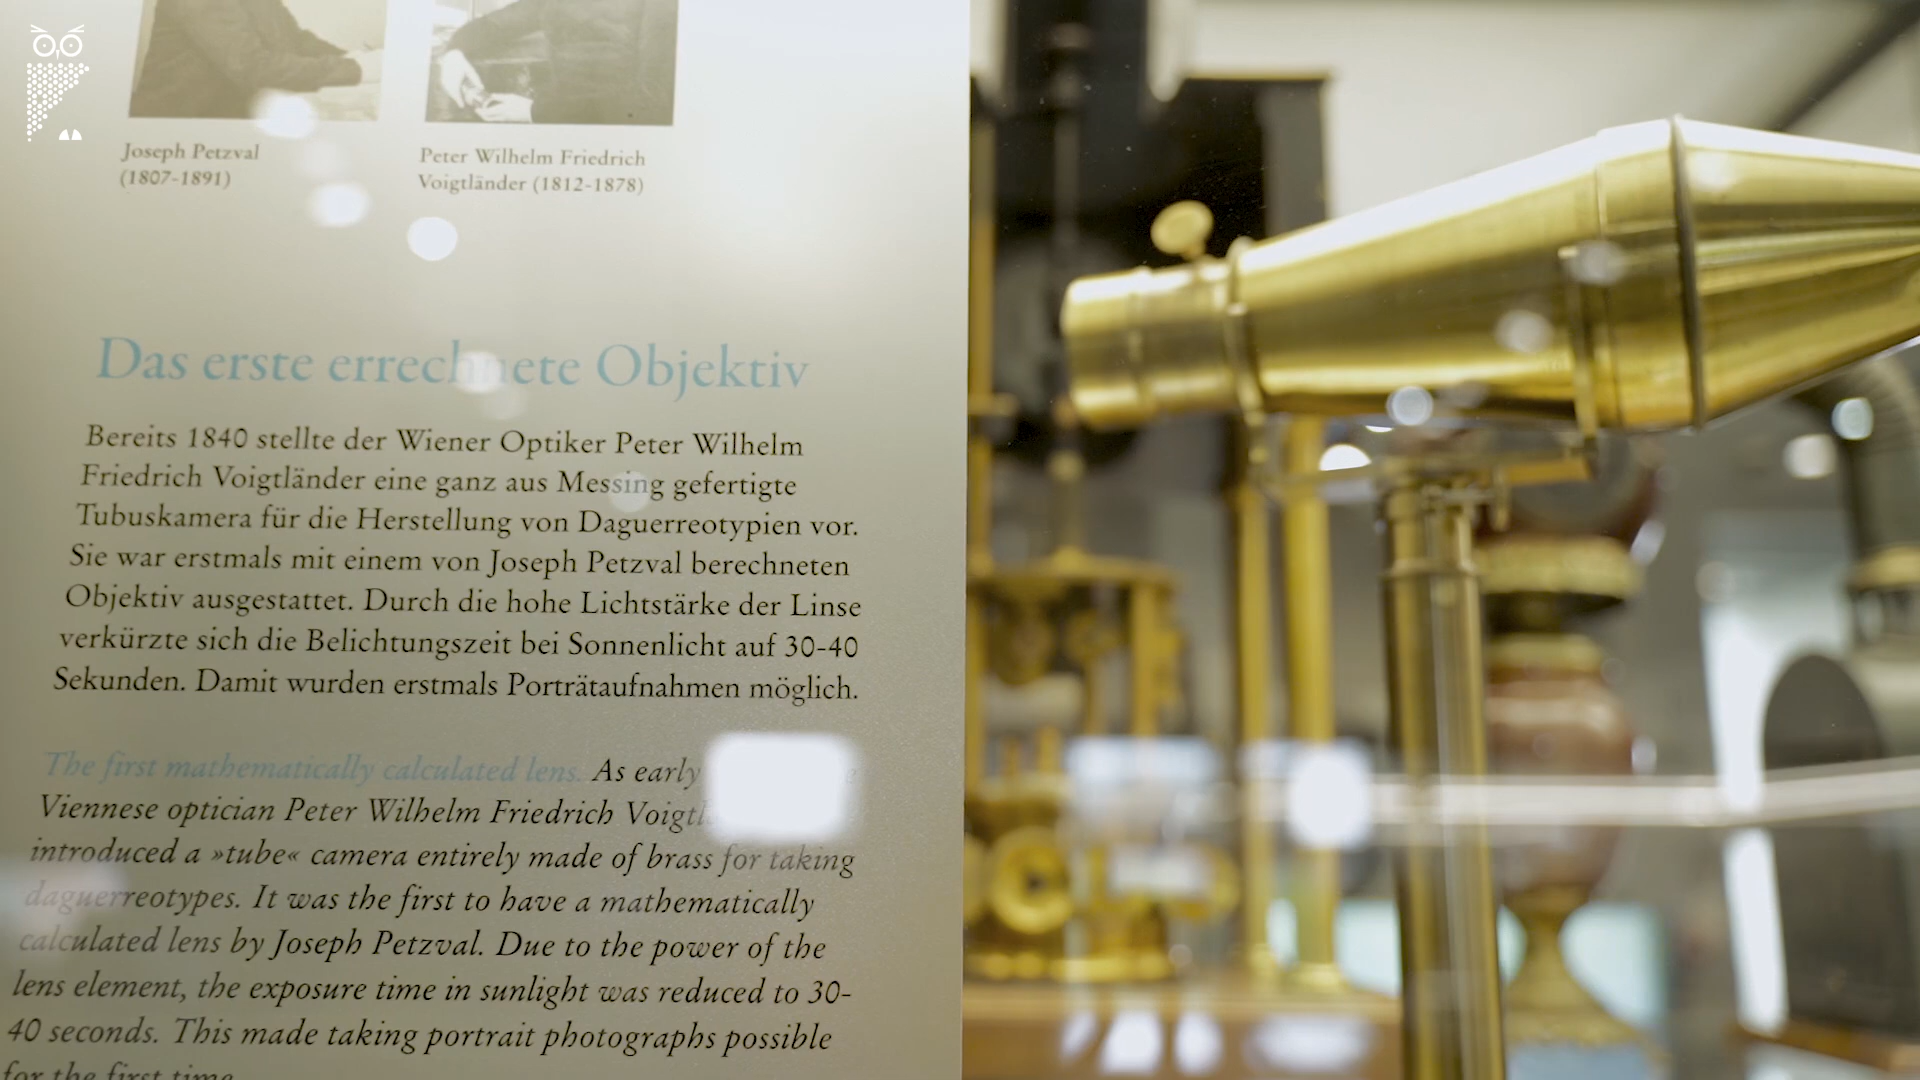 Joseph Petzval
(1807-1891)
Peter Wilhelm Friedrich
Voigtländer (1812-1878)
Das erste errechnete Objektiv
Bereits 1840 stellte der Wiener Optiker Peter Wilhelm
Friedrich Voigtländer eine ganz aus Messing gefertigte
Tubuskamera für die Herstellung von Daguerreotypien vor.
Sie war erstmals mit einem von Joseph Petzval berechneten
Objektiv ausgestattet. Durch die hohe Lichtstärke der Linse
verkürzte sich die Belichtungszeit bei Sonnenlicht auf 30-40
Sekunden. Damit wurden erstmals Porträtaufnahmen möglich.
The first mathematically calculated lens. As early
Viennese optician Peter Wilhelm Friedrich
introduced a »tube« camera entirely made of brass for taking
daguerreotypes. It was the first to have a mathematically
calculated lens by Joseph Petzval. Due to the power of the
lens element, the exposure time in sunlight was reduced to 30-
40 seconds. This made taking portrait photographs possible
for the first time.